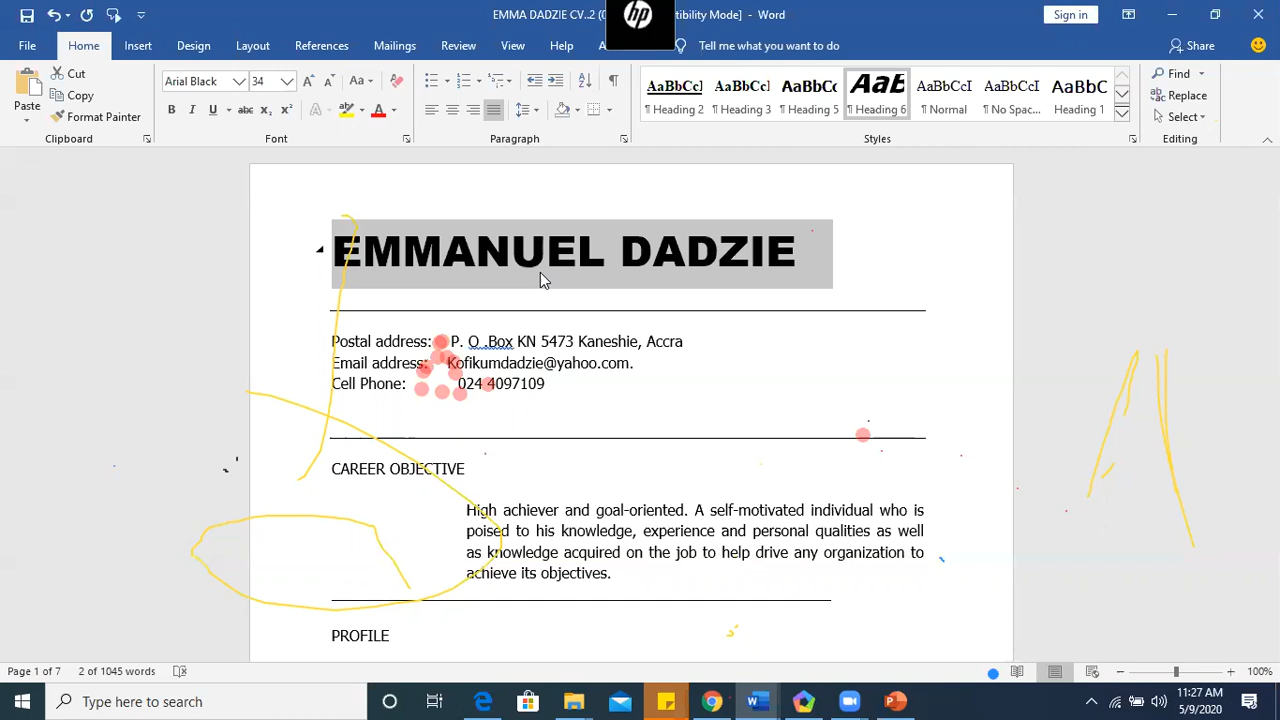 EMMA DADZIE CV..2 (
tibility Mode] - Word
Sign in
hp
File Home Insert Design Layout References Mailings Review View Help
Tell me what you want to do
Share
Paste
Cut
Copy
Format Painter
Arial Black 34
Aa
B I U abc x₂ x²
A
AaBbCcI AaBbCcI AaBbCc AaB AaBbCcI AaBbCcI AaBbC
¶ Heading 2 ¶ Heading 3 ¶ Heading 5 ¶ Heading 6 ¶ Normal ¶ No Spac... Heading 1
Find
Replace
Select
Clipboard Font Paragraph Styles Editing
EMMANUEL DADZIE
Postal address: P. O .Box KN 5473 Kaneshie, Accra
Email address: Kofikumdadzie@yahoo.com.
Cell Phone: 024 4097109
CAREER OBJECTIVE
High achiever and goal-oriented. A self-motivated individual who is
poised to his knowledge, experience and personal qualities as well
as knowledge acquired on the job to help drive any organization to
achieve its objectives.
PROFILE
Page 1 of 7 2 of 1045 words
100%
Type here to search
11:27 AM
5/9/2020